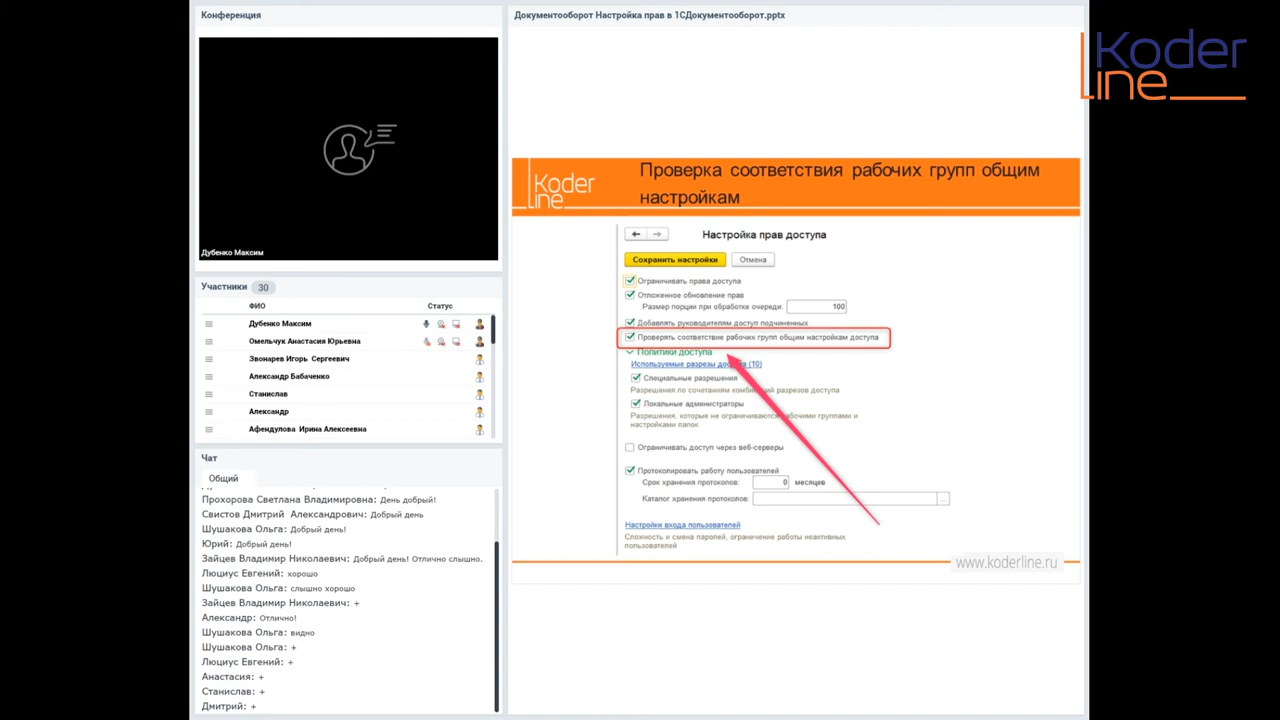 Конференция
Дубенко Максим
Участники 30
ФИО Статус
Дубенко Максим
Омельчук Анастасия Юрьевна
Звонарев Игорь Сергеевич
Александр Бабаченко
Станислав
Александр
Афендулова Ирина Алексеевна
Чат
Общий
Прохорова Светлана Владимировна: День добрый!
Свистов Дмитрий Александрович: Добрый день
Шушакова Ольга: Добрый день!
Юрий: Добрый день!
Зайцев Владимир Николаевич: Добрый день! Отлично слышно.
Люциус Евгений: хорошо
Шушакова Ольга: слышно хорошо
Зайцев Владимир Николаевич: +
Александр: Отлично!
Шушакова Ольга: видно
Шушакова Ольга: +
Люциус Евгений: +
Анастасия: +
Станислав: +
Дмитрий: +
Документооборот Настройка прав в 1СДокументооборот.pptx
Koder
line
Koder
line
Проверка соответствия рабочих групп общим
настройкам
Настройка прав доступа
Сохранить настройки Отмена
Ограничивать права доступа
Отложенное обновление прав
Размер порции при обработке очереди: 100
Добавлять руководителям доступ подчиненных
Проверять соответствие рабочих групп общим настройкам доступа
Политики доступа
Используемые разрезы доступа (10)
Специальные разрешения
Разрешения по сочетаниям комбинаций разрезов доступа
Локальные администраторы
Разрешения, которые не ограничиваются рабочими группами и
настройками папок
Ограничивать доступ через веб-серверы
Протоколировать работу пользователей
Срок хранения протоколов: 0 месяцев
Каталог хранения протоколов: ...
Настройки входа пользователей
Сложность и смена паролей, ограничение работы неактивных
пользователей
www.koderline.ru